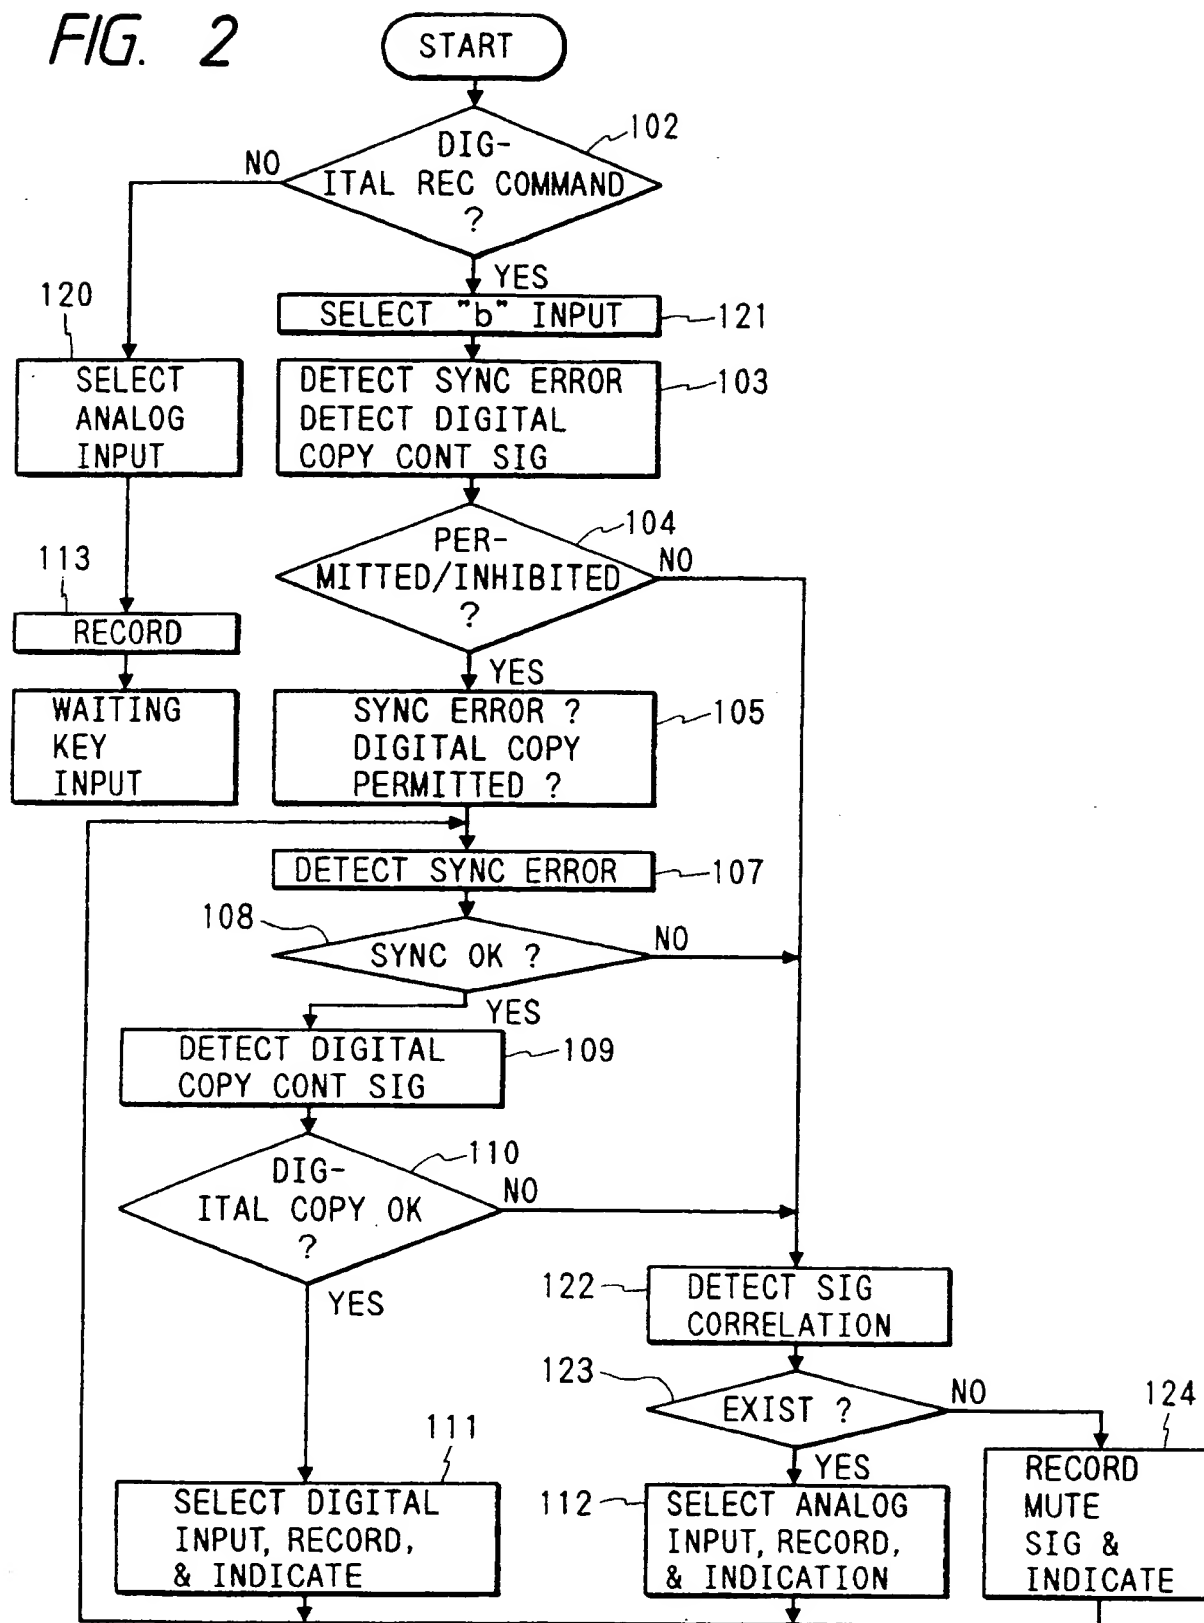 FIG. 2
START
102
DIG-
ITAL REC COMMAND
?
NO
YES
120
SELECT "b" INPUT
121
SELECT
ANALOG
INPUT
DETECT SYNC ERROR
DETECT DIGITAL
COPY CONT SIG
103
104
PER-
MITTED/INHIBITED
?
NO
YES
113
RECORD
WAITING
KEY
INPUT
SYNC ERROR ?
DIGITAL COPY
PERMITTED ?
105
DETECT SYNC ERROR
107
108
SYNC OK ?
NO
YES
DETECT DIGITAL
COPY CONT SIG
109
110
DIG-
ITAL COPY OK
?
NO
YES
122
DETECT SIG
CORRELATION
123
EXIST ?
NO
YES
124
111
SELECT DIGITAL
INPUT, RECORD,
& INDICATE
112
SELECT ANALOG
INPUT, RECORD,
& INDICATION
RECORD
MUTE
SIG &
INDICATE